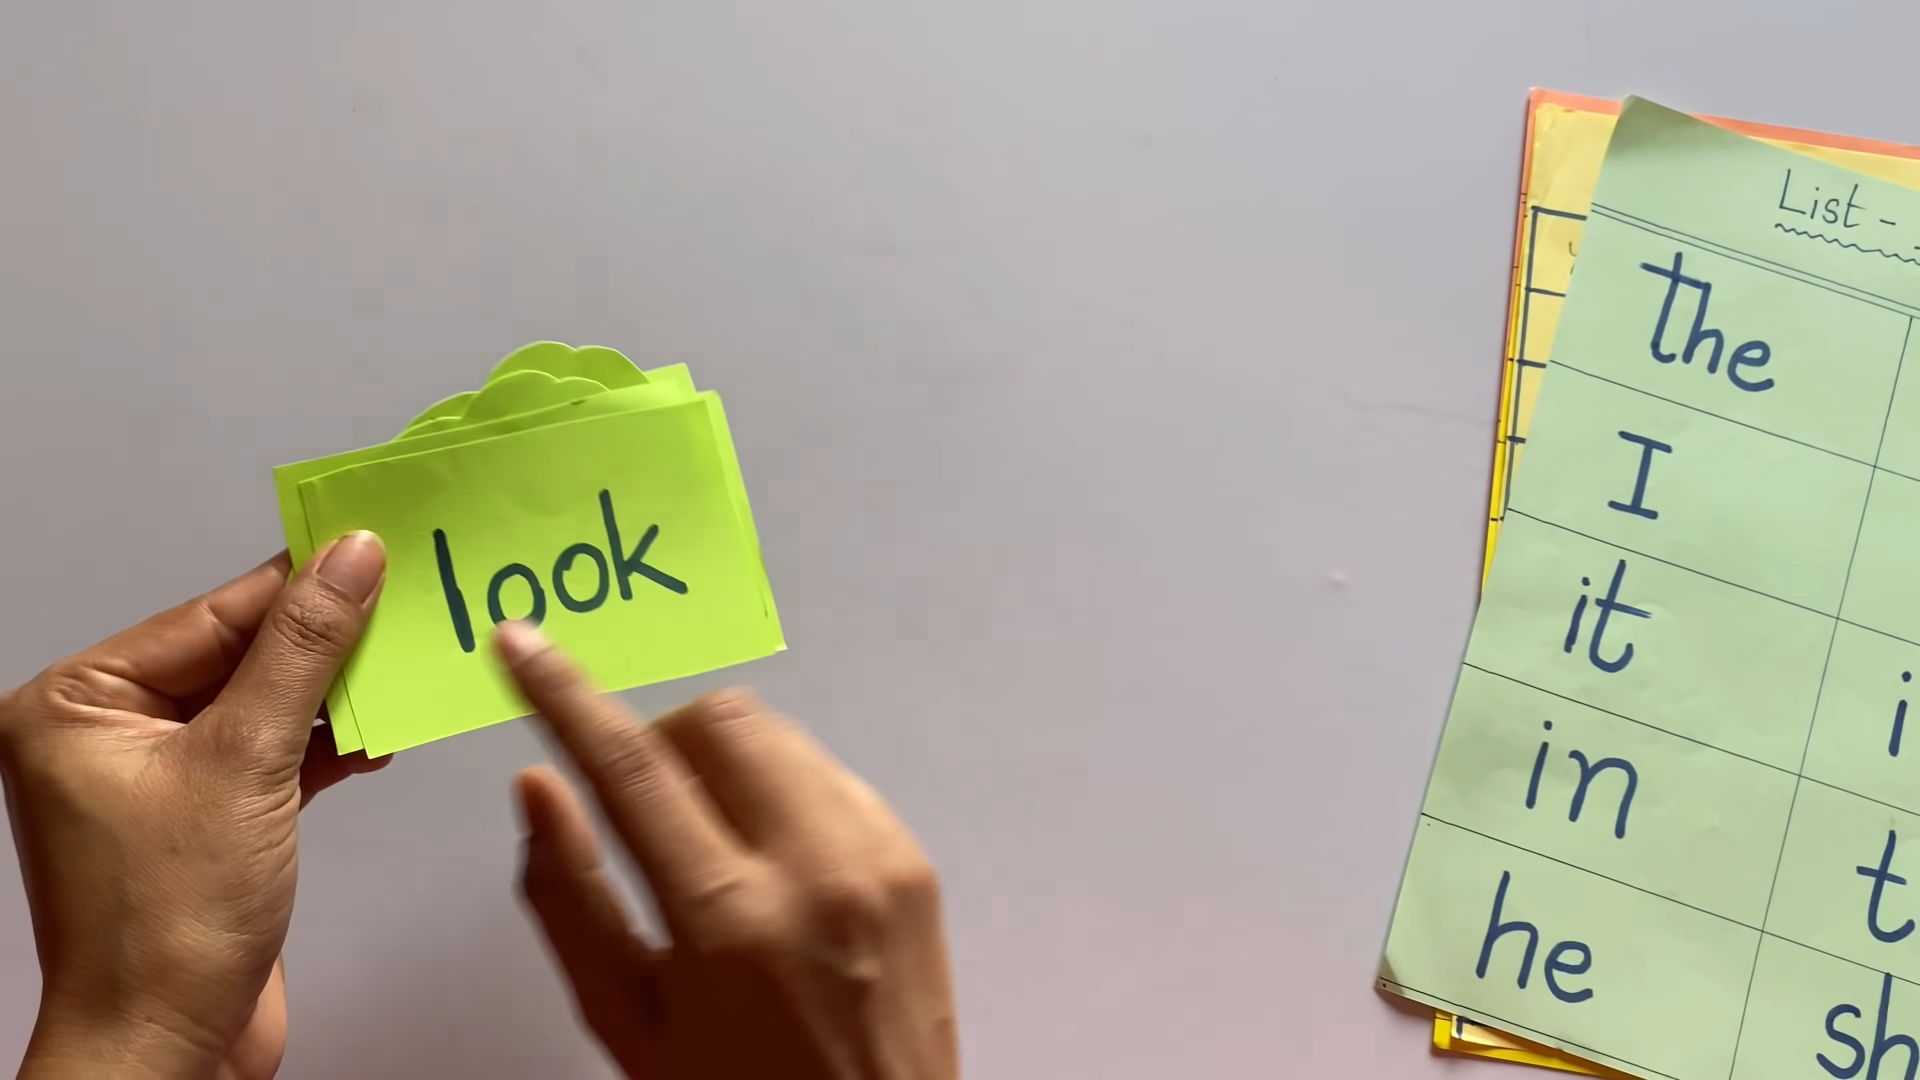 look
List -
the
I
it
in
he